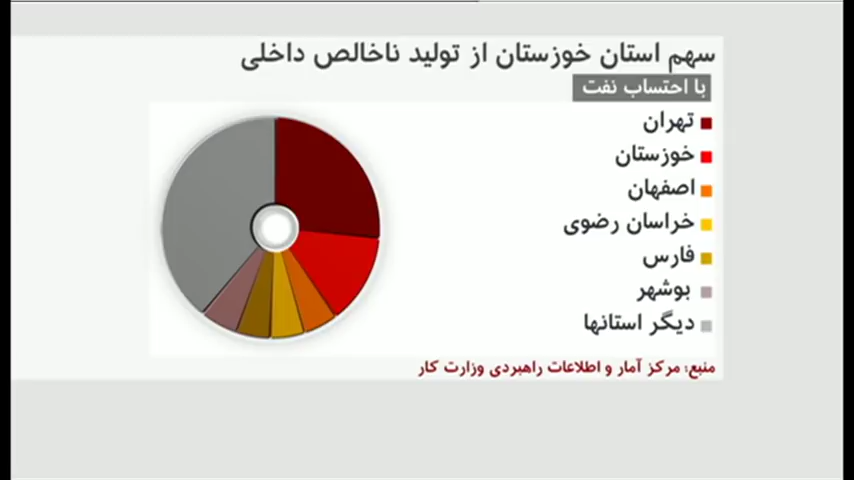 سهم استان خوزستان از تولید ناخالص داخلی
با احتساب نفت
تهران
خوزستان
اصفهان
خراسان رضوی
فارس
بوشهر
دیگر استانها
منبع: مرکز آمار و اطلاعات راهبردی وزارت کار